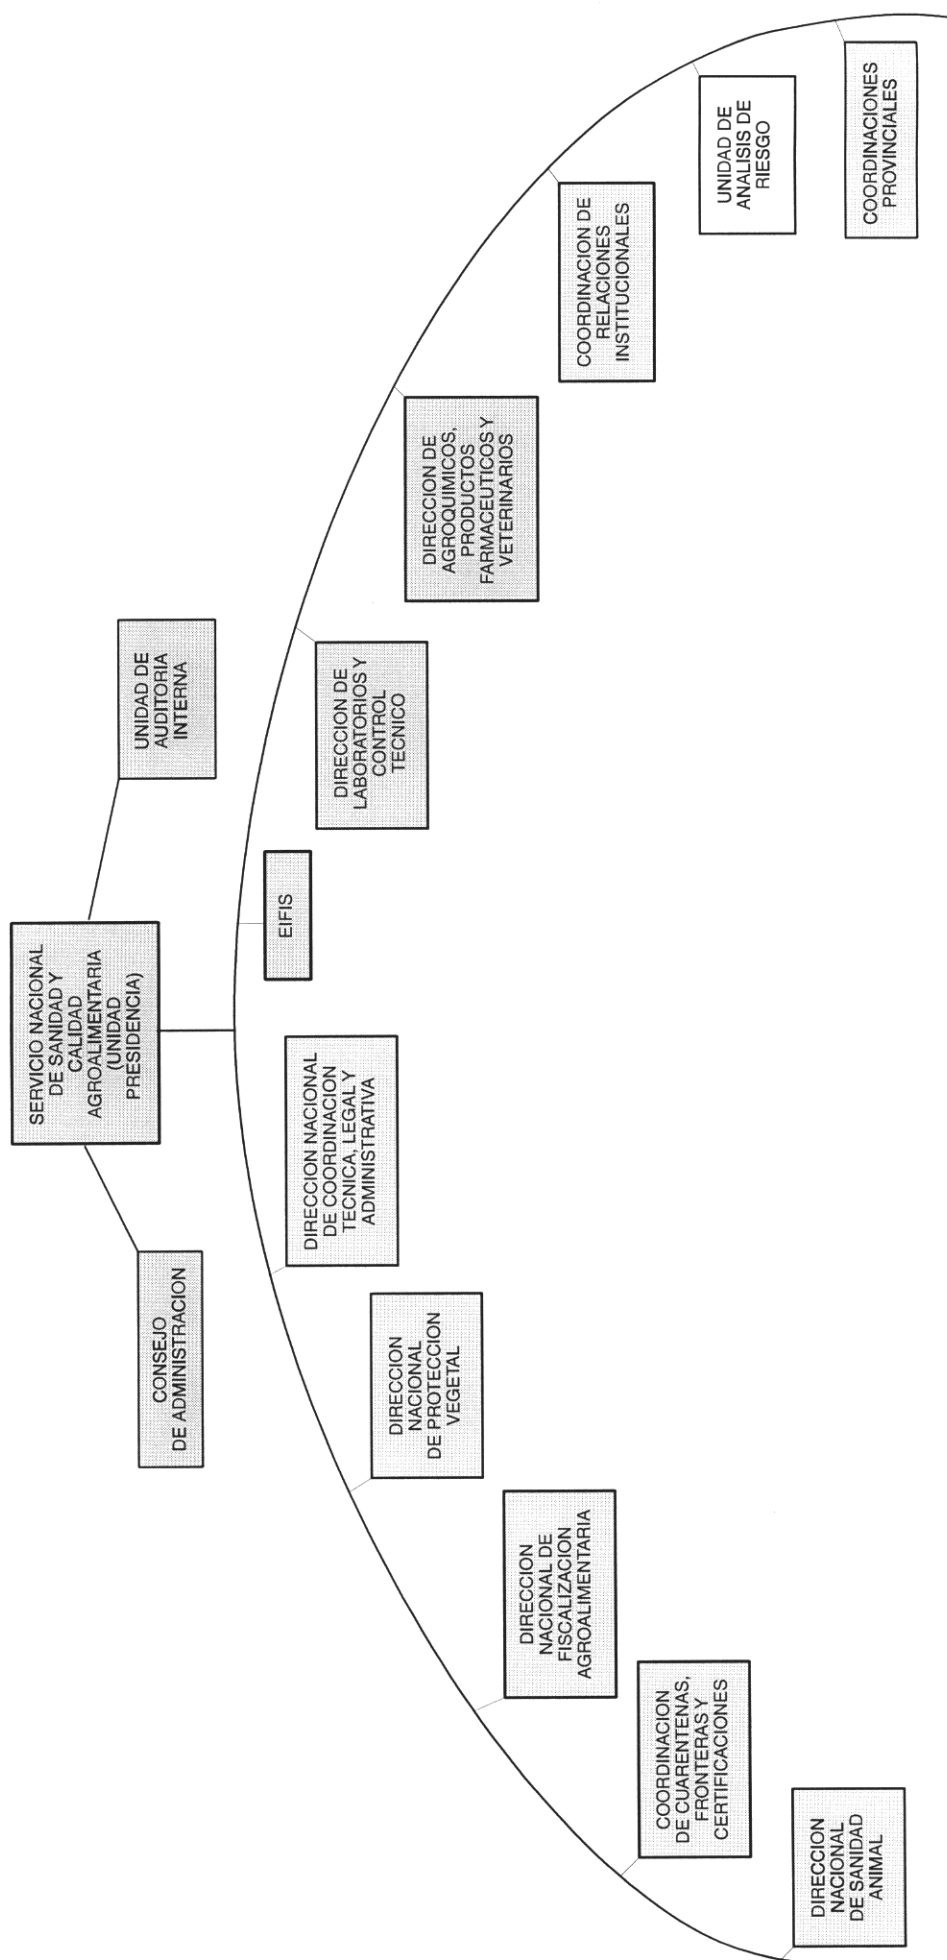 SERVICIO NACIONAL
DE SANIDAD Y
CALIDAD
AGROALIMENTARIA
(UNIDAD
PRESIDENCIA)
CONSEJO
DE ADMINISTRACION
UNIDAD DE
AUDITORIA
INTERNA
DIRECCION
NACIONAL
DE SANIDAD
ANIMAL
COORDINACION
DE CUARENTENAS,
FRONTERAS Y
CERTIFICACIONES
DIRECCION
NACIONAL DE
FISCALIZACION
AGROALIMENTARIA
DIRECCION
NACIONAL
DE PROTECCION
VEGETAL
DIRECCION NACIONAL
DE COORDINACION
TECNICA, LEGAL Y
ADMINISTRATIVA
EIFIS
DIRECCION DE
LABORATORIOS Y
CONTROL
TECNICO
DIRECCION DE
AGROQUIMICOS,
PRODUCTOS
FARMACEUTICOS Y
VETERINARIOS
COORDINACION DE
RELACIONES
INSTITUCIONALES
UNIDAD DE
ANALISIS DE
RIESGO
COORDINACIONES
PROVINCIALES